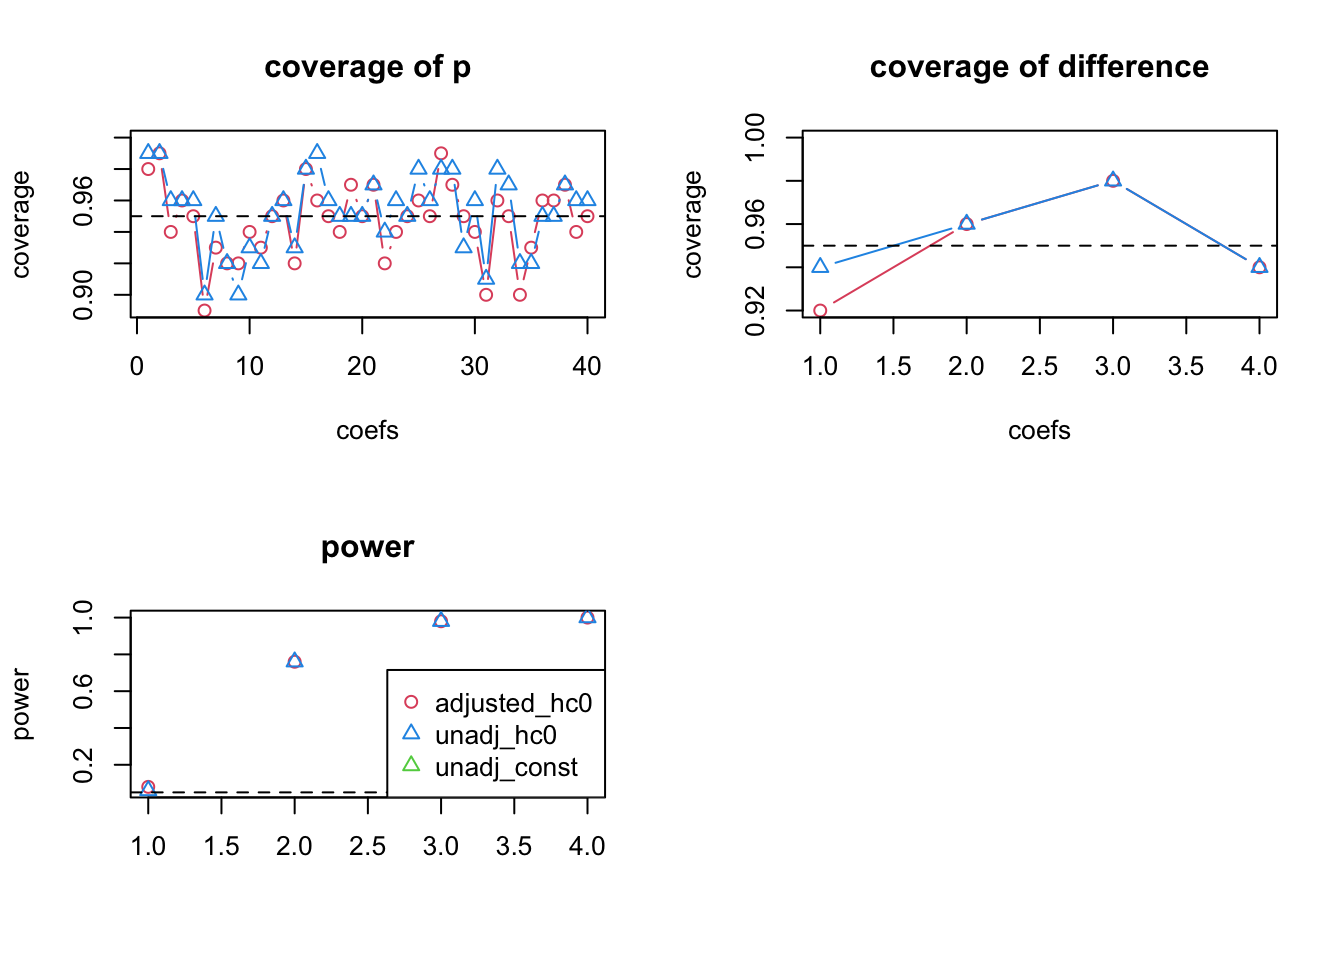 coverage of p
coverage
0.96
0.90
0 10 20 30 40
coefs
coverage of difference
coverage
1.00
0.96
0.92
1.0 1.5 2.0 2.5 3.0 3.5 4.0
coefs
power
power
1.0
0.6
0.2
adjusted_hc0
unadj_hc0
unadj_const
1.0 1.5 2.0 2.5 3.0 3.5 4.0